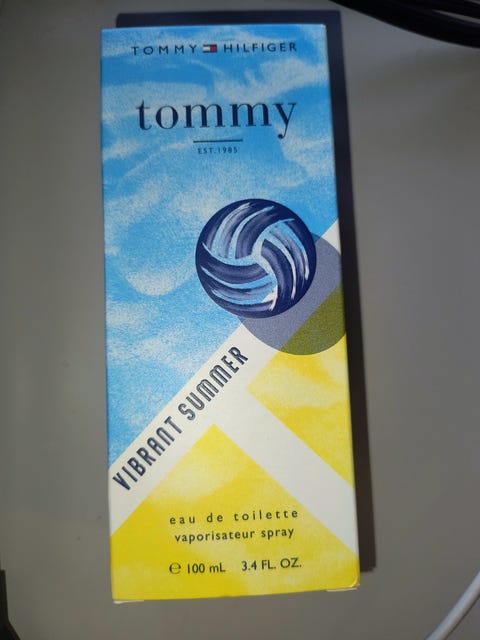 TOMMY HILFIGER
tommy
EST.1985
VIBRANT SUMMER
eau de toilette
vaporisateur spray
℮ 100 mL 3.4 FL. OZ.